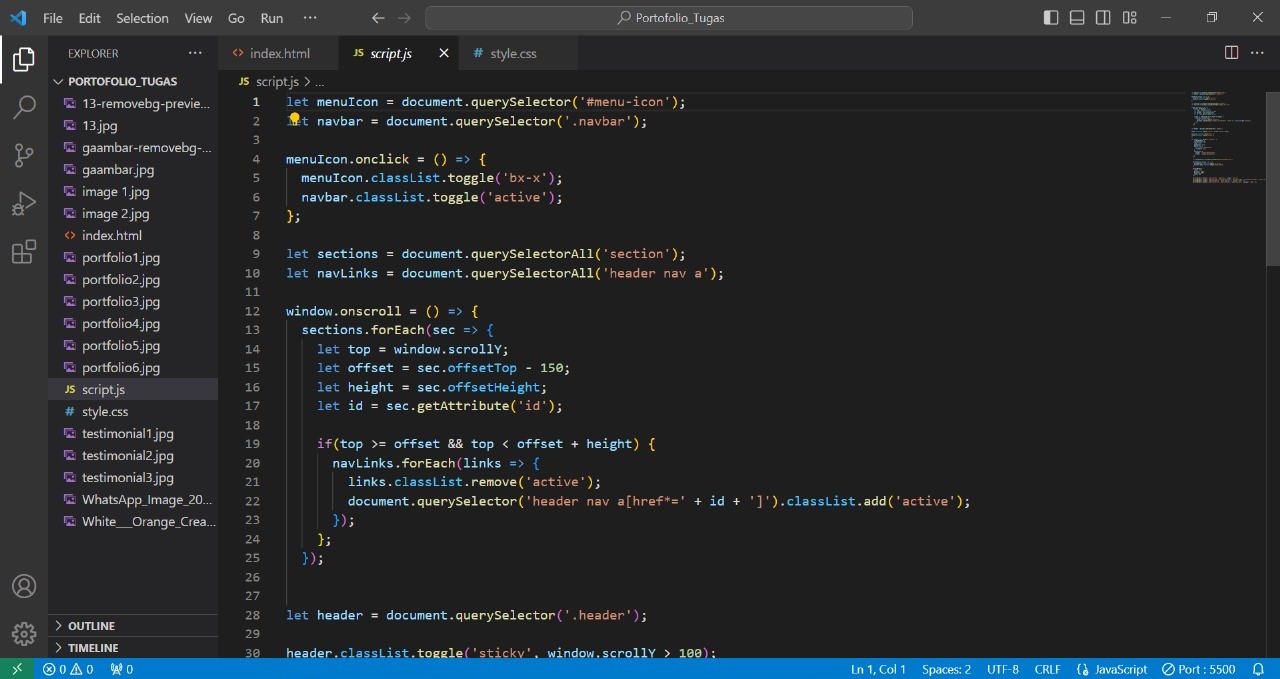 File Edit Selection View Go Run ···
Portofolio_Tugas
EXPLORER ···
PORTOFOLIO_TUGAS
13-removebg-previe...
13.jpg
gaambar-removebg-...
gaambar.jpg
image 1.jpg
image 2.jpg
index.html
portfolio1.jpg
portfolio2.jpg
portfolio3.jpg
portfolio4.jpg
portfolio5.jpg
portfolio6.jpg
JS script.js
# style.css
testimonial1.jpg
testimonial2.jpg
testimonial3.jpg
WhatsApp_Image_20...
White___Orange_Crea...
OUTLINE
TIMELINE
index.html JS script.js # style.css
JS script.js > ...
1 let menuIcon = document.querySelector('#menu-icon');
2 let navbar = document.querySelector('.navbar');
3
4 menuIcon.onclick = () => {
5 menuIcon.classList.toggle('bx-x');
6 navbar.classList.toggle('active');
7 };
8
9 let sections = document.querySelectorAll('section');
10 let navLinks = document.querySelectorAll('header nav a');
11
12 window.onscroll = () => {
13 sections.forEach(sec => {
14 let top = window.scrollY;
15 let offset = sec.offsetTop - 150;
16 let height = sec.offsetHeight;
17 let id = sec.getAttribute('id');
18
19 if(top >= offset && top < offset + height) {
20 navLinks.forEach(links => {
21 links.classList.remove('active');
22 document.querySelector('header nav a[href*=' + id + ']').classList.add('active');
23 });
24 };
25 });
26
27
28 let header = document.querySelector('.header');
29
30 header.classList.toggle('sticky', window.scrollY > 100);
0 0 0 Ln 1, Col 1 Spaces: 2 UTF-8 CRLF {} JavaScript Port : 5500